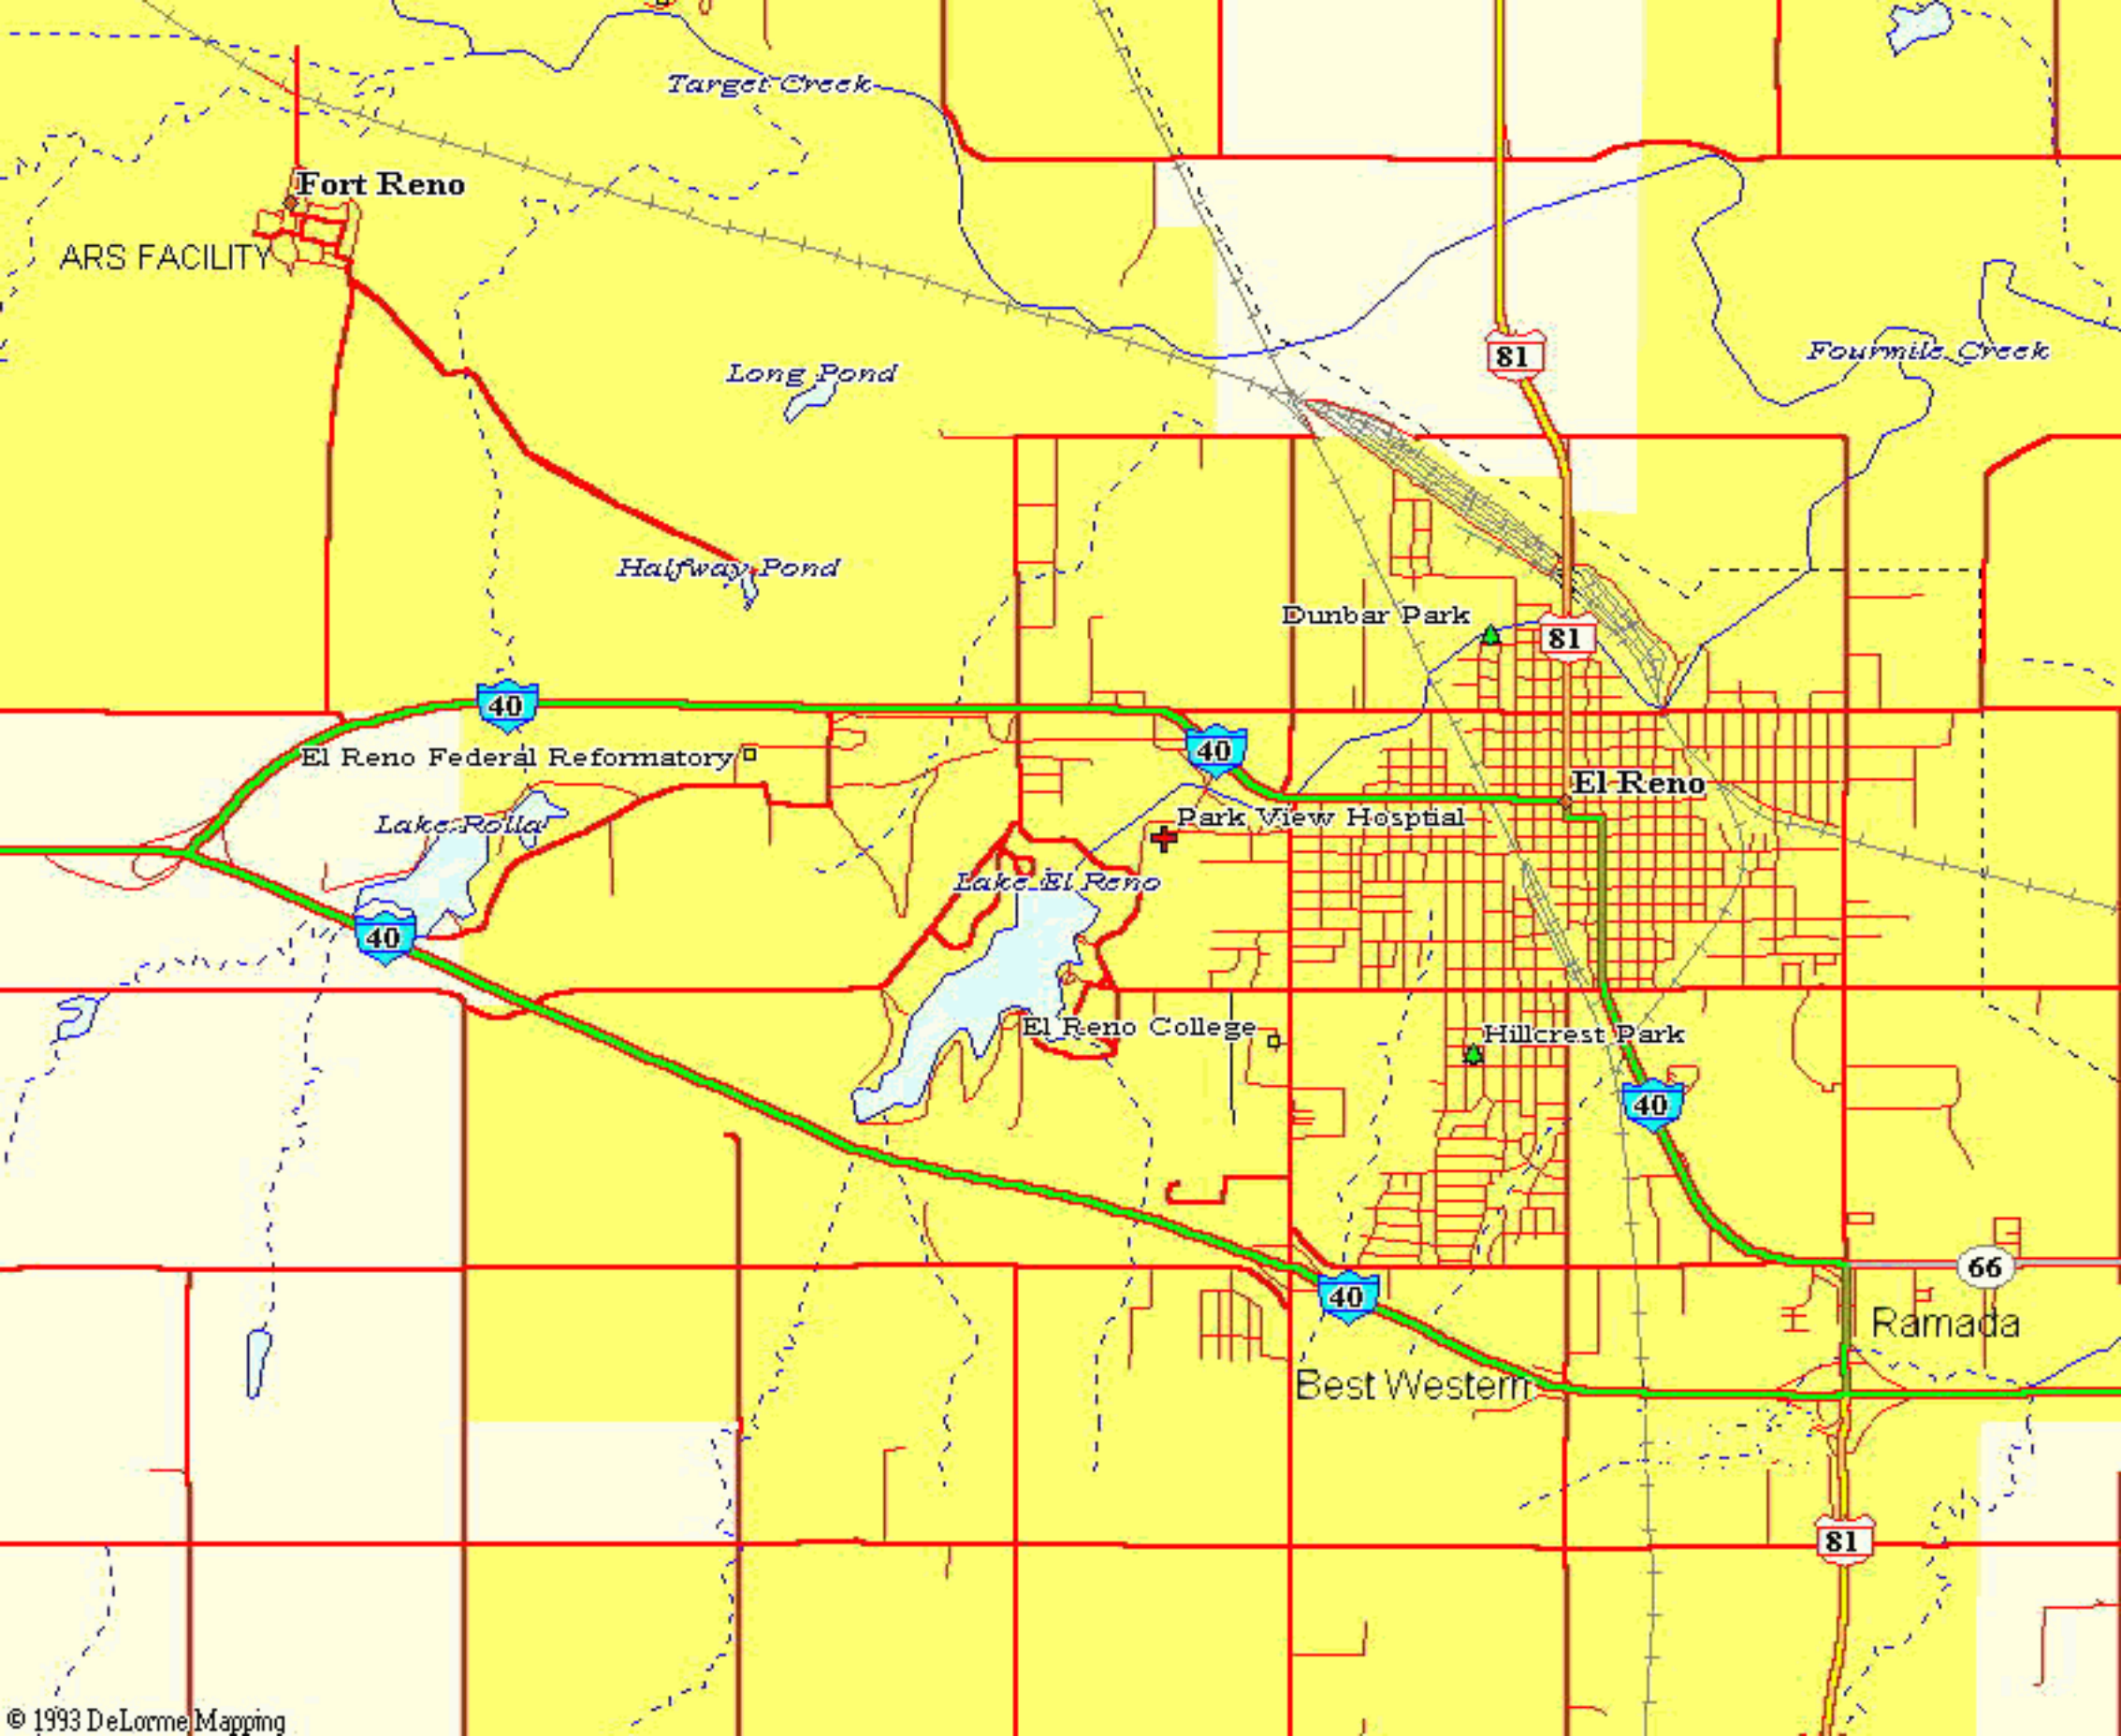 Target Creek
Fort Reno
ARS FACILITY
81
Fourmile Creek
Long Pond
Halfway Pond
Dunbar Park
81
40
40
El Reno Federal Reformatory
El Reno
Park View Hosptial
Lake Rolla
Lake El Reno
40
El Reno College
Hillcrest Park
40
66
40
Ramada
Best Western
81
© 1993 DeLorme Mapping